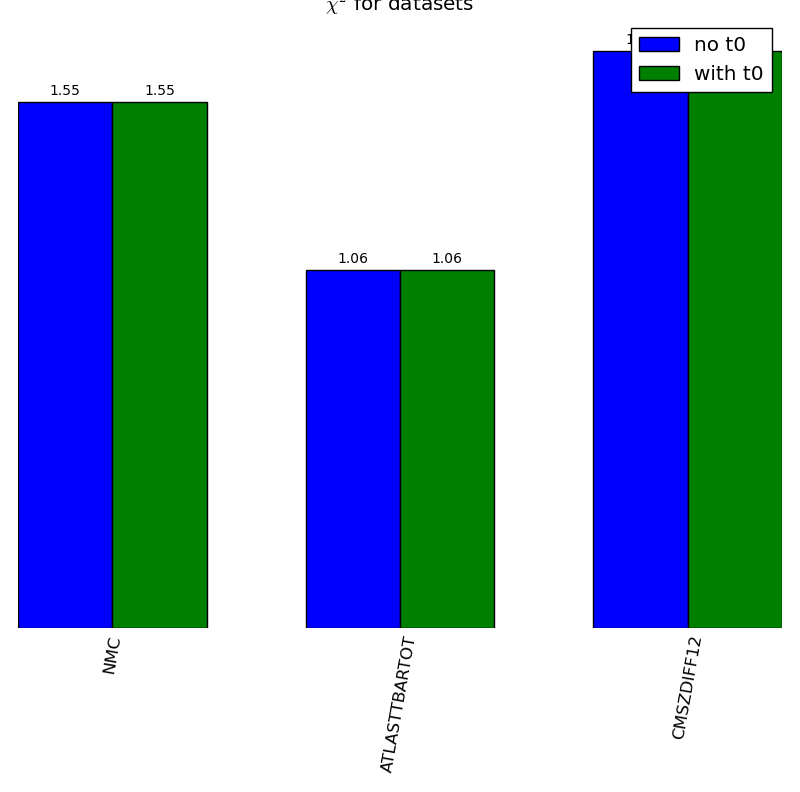 χ² for datasets
no t0
with t0
1.55 1.55
1.06 1.06
NMC
ATLASTTBARTOT
CMSZDIFF12